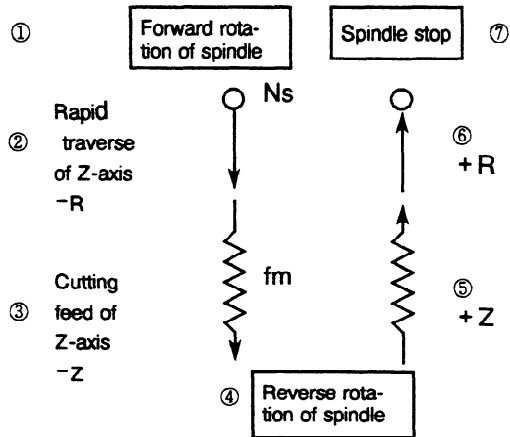 ①
Forward rota-
tion of spindle
Spindle stop
⑦
Ns
②
Rapid
traverse
of Z-axis
-R
⑥
+R
③
Cutting
feed of
Z-axis
-Z
fm
⑤
+Z
④
Reverse rota-
tion of spindle